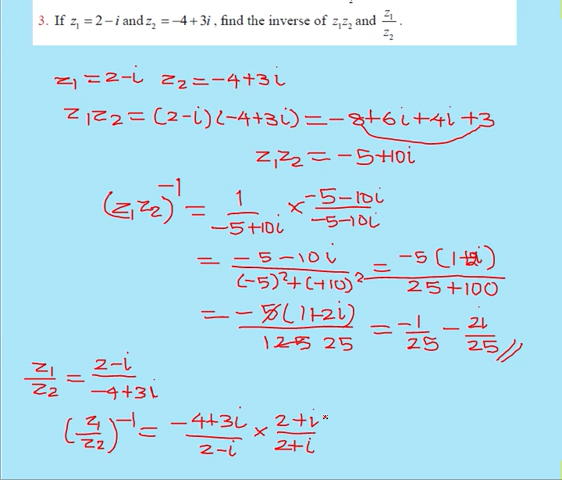 3. If z₁ = 2 – i and z₂ = –4 + 3i, find the inverse of z₁z₂ and z₁/z₂.
z₁ = 2-i z₂ = -4+3i
z₁z₂ = (2-i)(-4+3i) = -8+6i+4i+3
z₁z₂ = -5+10i
(z₁z₂)⁻¹ = 1/(-5+10i) × (-5-10i)/(-5-10i)
= (-5-10i)/((-5)²+(+10)²) = -5(1+2i)/(25+100)
= -5(1+2i)/(125 25) = -1/25 - 2i/25 //
z₁/z₂ = (2-i)/(-4+3i)
(z₁/z₂)⁻¹ = (-4+3i)/(2-i) × (2+i)/(2+i)